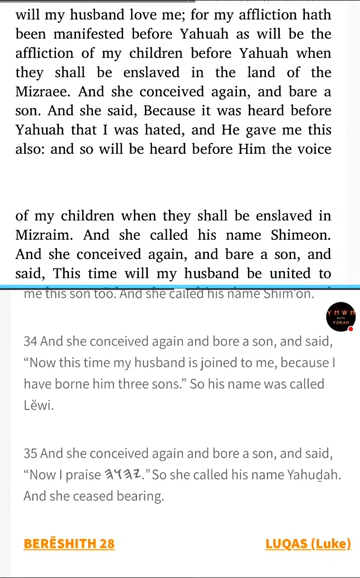 will my husband love me; for my affliction hath
been manifested before Yahuah as will be the
affliction of my children before Yahuah when
they shall be enslaved in the land of the
Mizraee. And she conceived again, and bare a
son. And she said, Because it was heard before
Yahuah that I was hated, and He gave me this
also: and so will be heard before Him the voice
of my children when they shall be enslaved in
Mizraim. And she called his name Shimeon.
And she conceived again, and bare a son, and
said, This time will my husband be united to
me this son too. And she called his name Shim‛on.
Y M W M
34 And she conceived again and bore a son, and said,
“Now this time my husband is joined to me, because I
have borne him three sons.” So his name was called
Lĕwi.
35 And she conceived again and bore a son, and said,
“Now I praise 𐤉𐤄𐤅𐤄.” So she called his name Yahuḏah.
And she ceased bearing.
BERĔSHITH 28
LUQAS (Luke)